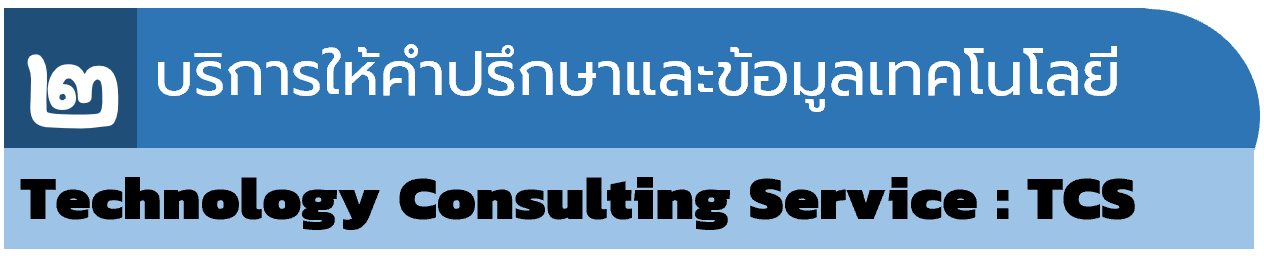 ๒ บริการให้คำปรึกษาและข้อมูลเทคโนโลยี
Technology Consulting Service : TCS